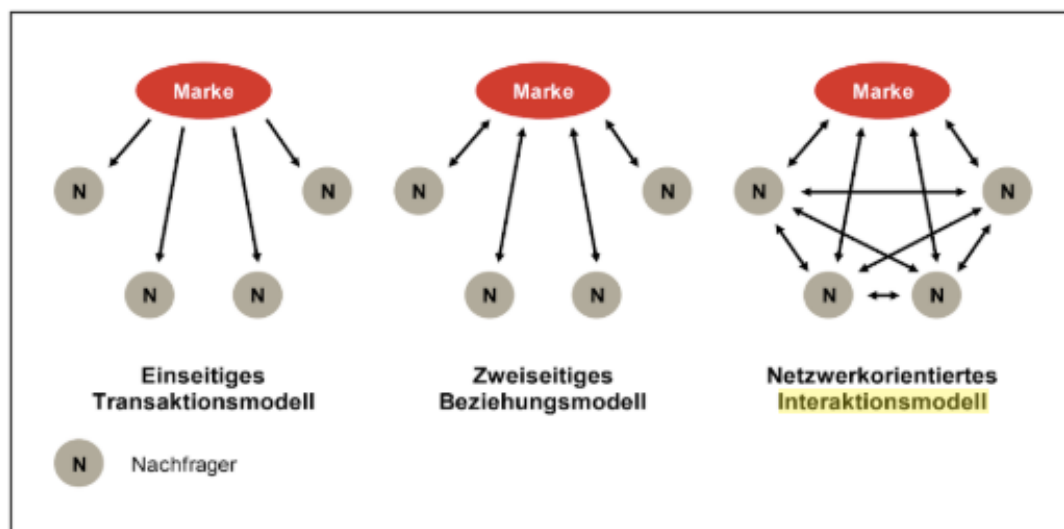 Marke
Marke
Marke
N
N
N
N
N
N
N
N
N
N
N
N
Einseitiges
Transaktionsmodell
Zweiseitiges
Beziehungsmodell
Netzwerkorientiertes
Interaktionsmodell
N
Nachfrager